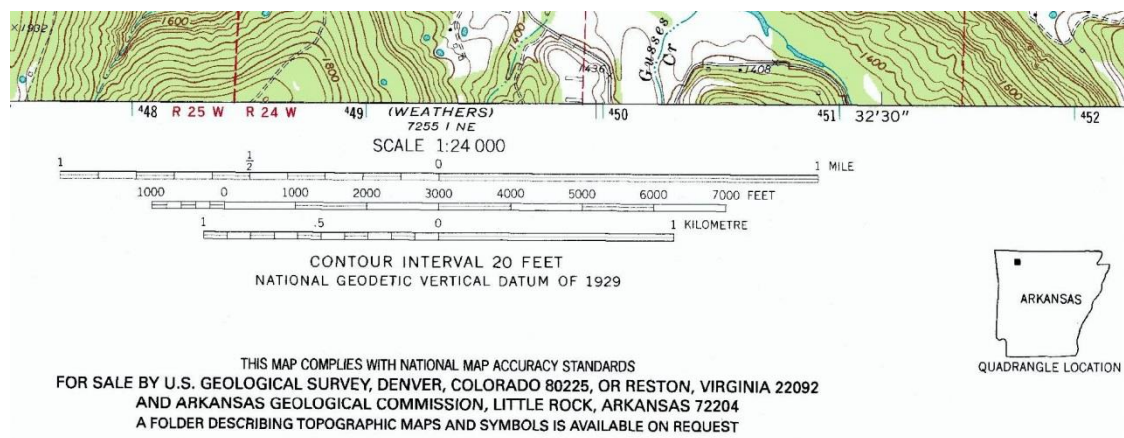 1600
X1932
1800
1400
1436
Gusses
Cr
1408
1400
1600
⁴48 R 25 W R 24 W ⁴49 (WEATHERS) ⁴50 ⁴51 32'30" ⁴52
7255 I NE
SCALE 1:24 000
1 ½ 0 1 MILE
1000 0 1000 2000 3000 4000 5000 6000 7000 FEET
1 .5 0 1 KILOMETRE
CONTOUR INTERVAL 20 FEET
NATIONAL GEODETIC VERTICAL DATUM OF 1929
ARKANSAS
QUADRANGLE LOCATION
THIS MAP COMPLIES WITH NATIONAL MAP ACCURACY STANDARDS
FOR SALE BY U.S. GEOLOGICAL SURVEY, DENVER, COLORADO 80225, OR RESTON, VIRGINIA 22092
AND ARKANSAS GEOLOGICAL COMMISSION, LITTLE ROCK, ARKANSAS 72204
A FOLDER DESCRIBING TOPOGRAPHIC MAPS AND SYMBOLS IS AVAILABLE ON REQUEST